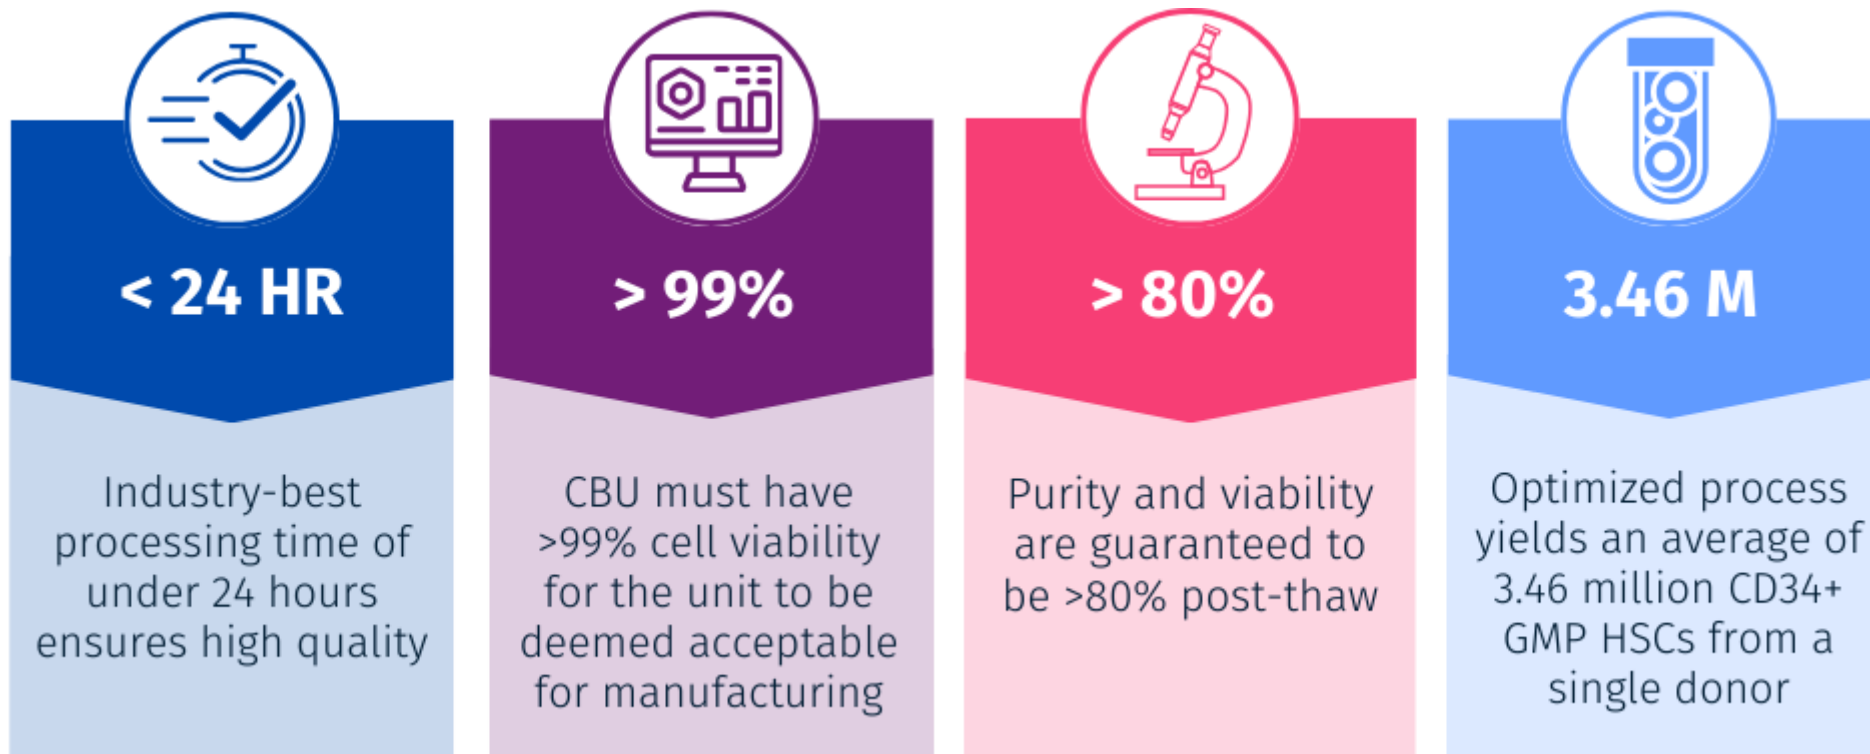 < 24 HR
Industry-best
processing time of
under 24 hours
ensures high quality
> 99%
CBU must have
>99% cell viability
for the unit to be
deemed acceptable
for manufacturing
> 80%
Purity and viability
are guaranteed to
be >80% post-thaw
3.46 M
Optimized process
yields an average of
3.46 million CD34+
GMP HSCs from a
single donor